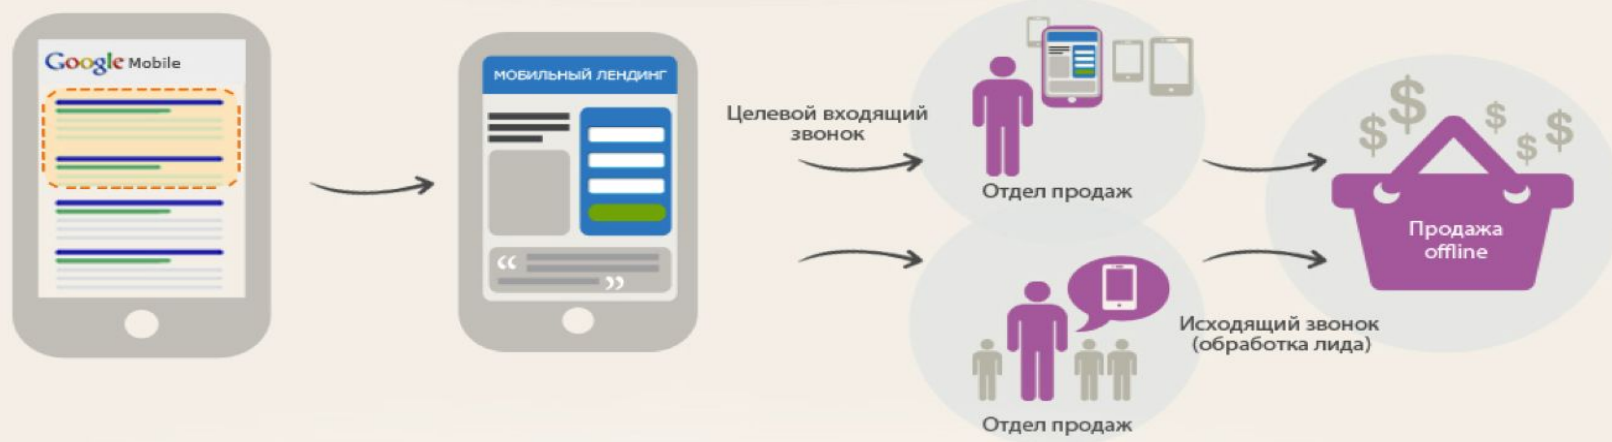 Google Mobile
МОБИЛЬНЫЙ ЛЕНДИНГ
“
”
Целевой входящий
звонок
Отдел продаж
Отдел продаж
Исходящий звонок
(обработка лида)
$ $ $ $ $
Продажа
offline